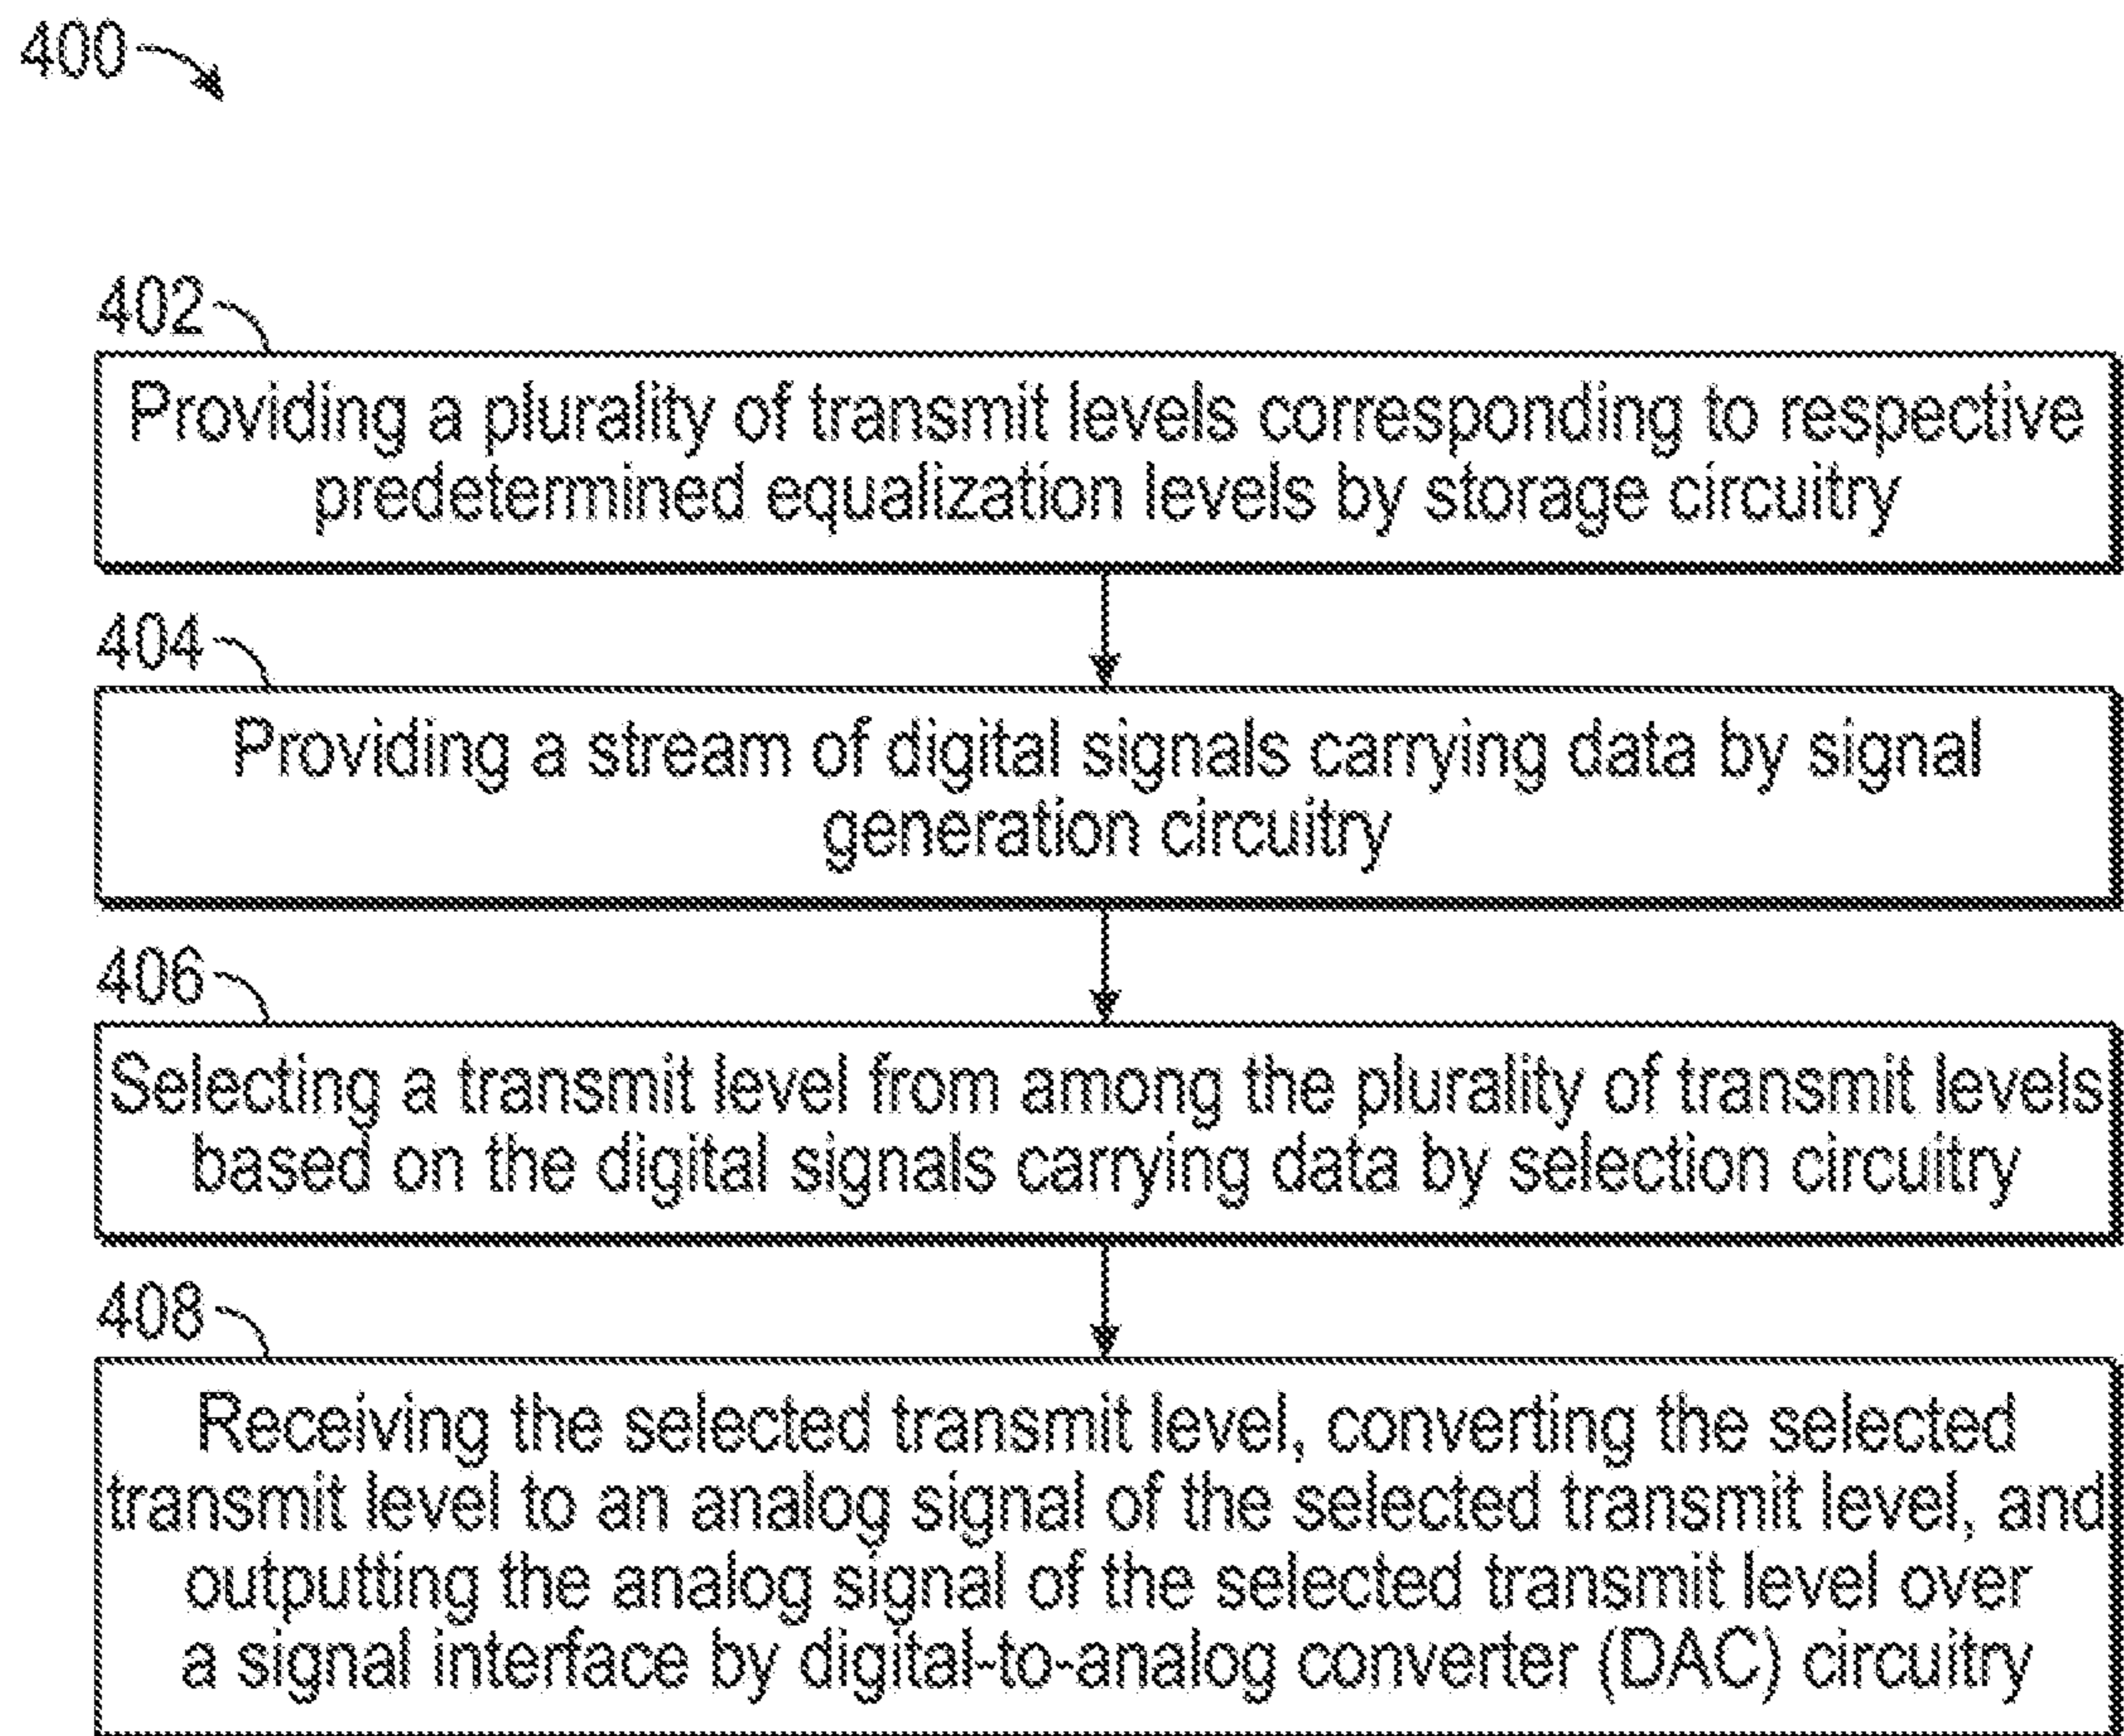 400
402
Providing a plurality of transmit levels corresponding to respective
predetermined equalization levels by storage circuitry
404
Providing a stream of digital signals carrying data by signal
generation circuitry
406
Selecting a transmit level from among the plurality of transmit levels
based on the digital signals carrying data by selection circuitry
408
Receiving the selected transmit level, converting the selected
transmit level to an analog signal of the selected transmit level, and
outputting the analog signal of the selected transmit level over
a signal interface by digital-to-analog converter (DAC) circuitry